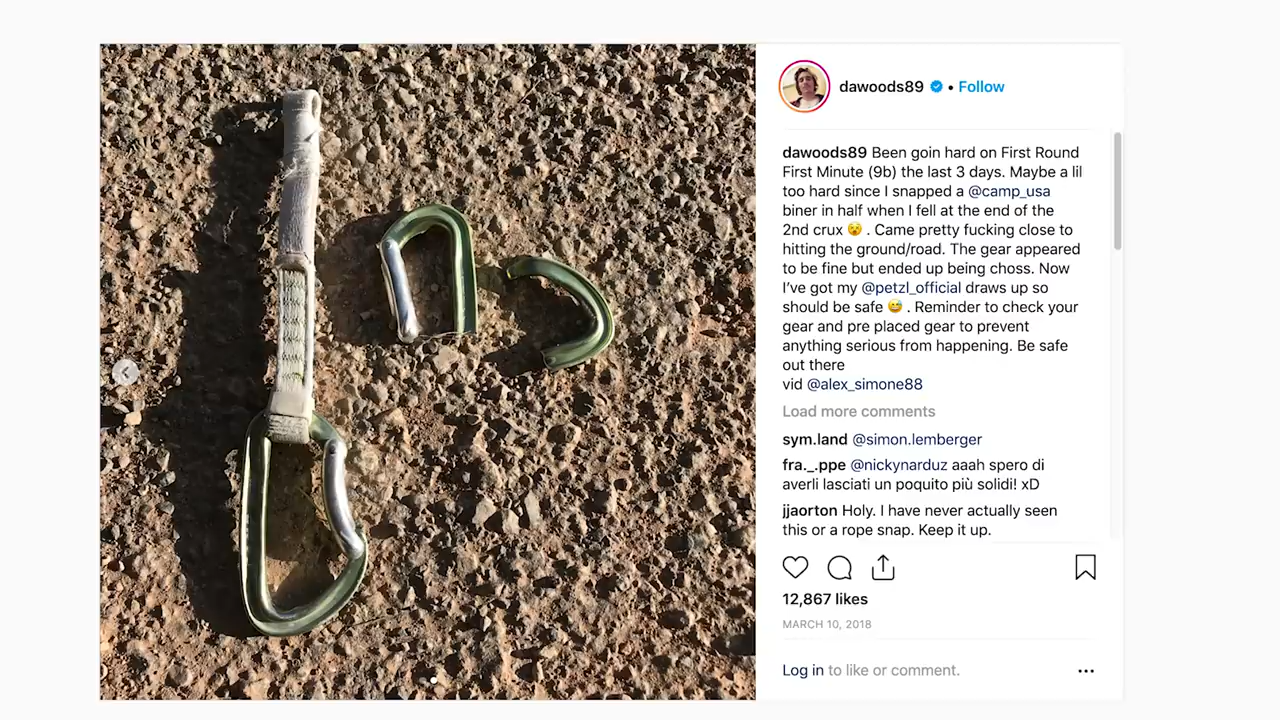 dawoods89 • Follow
dawoods89 Been goin hard on First Round
First Minute (9b) the last 3 days. Maybe a lil
too hard since I snapped a @camp_usa
biner in half when I fell at the end of the
2nd crux 😯 . Came pretty fucking close to
hitting the ground/road. The gear appeared
to be fine but ended up being choss. Now
I’ve got my @petzl_official draws up so
should be safe 😅 . Reminder to check your
gear and pre placed gear to prevent
anything serious from happening. Be safe
out there
vid @alex_simone88
Load more comments
sym.land @simon.lemberger
fra._.ppe @nickynarduz aaah spero di
averli lasciati un poquito più solidi! xD
jjaorton Holy. I have never actually seen
this or a rope snap. Keep it up.
12,867 likes
MARCH 10, 2018
Log in to like or comment.